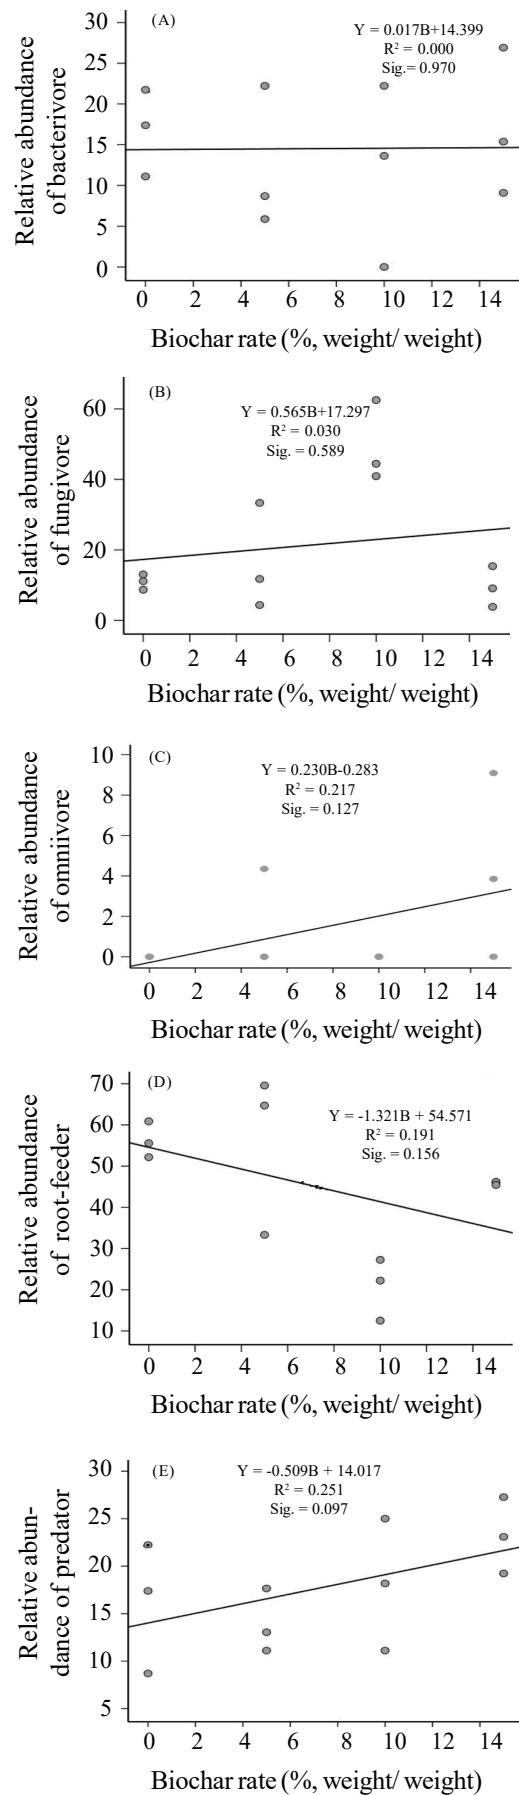 (A)
Y = 0.017B+14.399
R² = 0.000
Sig.= 0.970
30
25
20
15
10
5
0
Relative abundance
of bacterivore
0 2 4 6 8 10 12 14
Biochar rate (%, weight/ weight)
(B)
Y = 0.565B+17.297
R² = 0.030
Sig. = 0.589
60
40
20
0
Relative abundance
of fungivore
0 2 4 6 8 10 12 14
Biochar rate (%, weight/ weight)
(C)
Y = 0.230B-0.283
R² = 0.217
Sig. = 0.127
10
8
6
4
2
0
Relative abundance
of omniivore
0 2 4 6 8 10 12 14
Biochar rate (%, weight/ weight)
(D)
Y = -1.321B + 54.571
R² = 0.191
Sig. = 0.156
70
60
50
40
30
20
10
Relative abundance
of root-feeder
0 2 4 6 8 10 12 14
Biochar rate (%, weight/ weight)
(E)
Y = -0.509B + 14.017
R² = 0.251
Sig. = 0.097
30
25
20
15
10
5
Relative abun-
dance of predator
0 2 4 6 8 10 12 14
Biochar rate (%, weight/ weight)